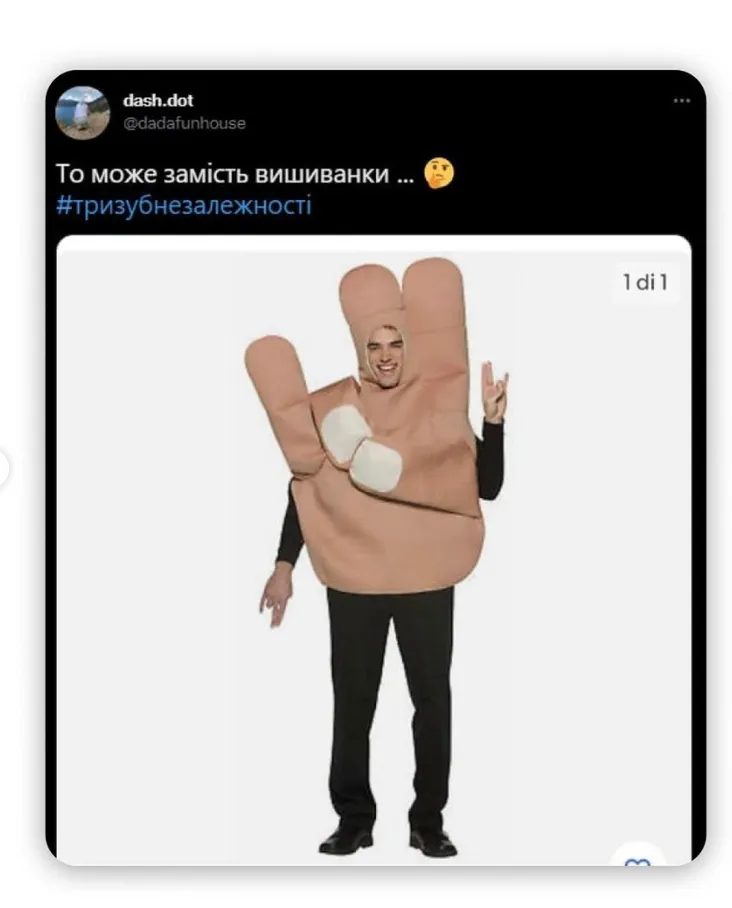 dash.dot
@dadafunhouse
То може замість вишиванки ... 🤔
#тризубнезалежності
1 di 1